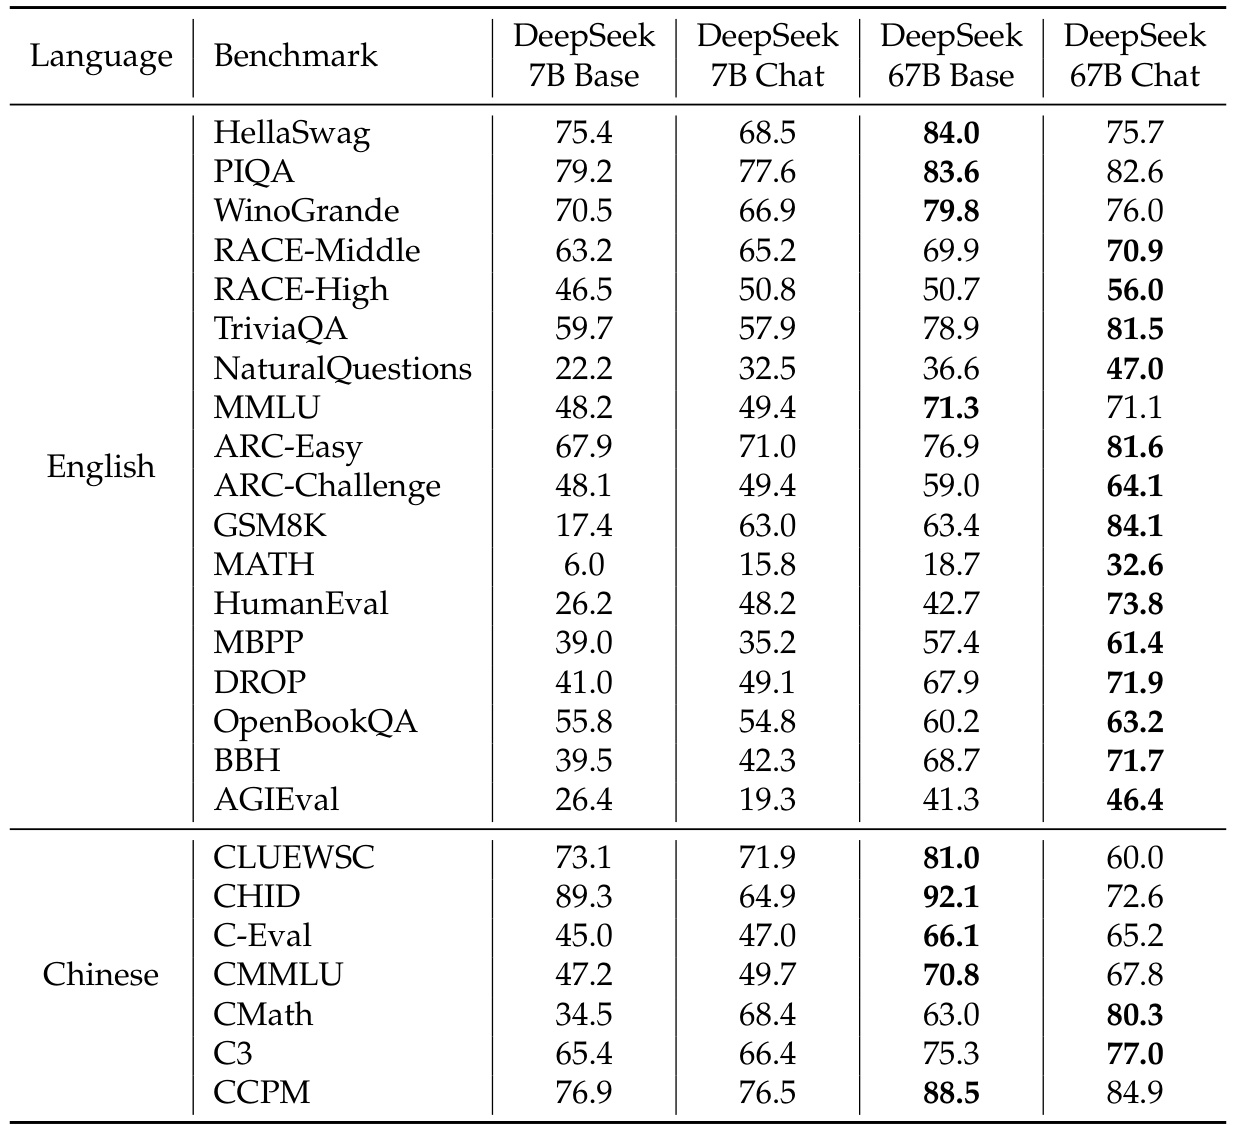 Language Benchmark DeepSeek 7B Base DeepSeek 7B Chat DeepSeek 67B Base DeepSeek 67B Chat
English
HellaSwag 75.4 68.5 84.0 75.7
PIQA 79.2 77.6 83.6 82.6
WinoGrande 70.5 66.9 79.8 76.0
RACE-Middle 63.2 65.2 69.9 70.9
RACE-High 46.5 50.8 50.7 56.0
TriviaQA 59.7 57.9 78.9 81.5
NaturalQuestions 22.2 32.5 36.6 47.0
MMLU 48.2 49.4 71.3 71.1
ARC-Easy 67.9 71.0 76.9 81.6
ARC-Challenge 48.1 49.4 59.0 64.1
GSM8K 17.4 63.0 63.4 84.1
MATH 6.0 15.8 18.7 32.6
HumanEval 26.2 48.2 42.7 73.8
MBPP 39.0 35.2 57.4 61.4
DROP 41.0 49.1 67.9 71.9
OpenBookQA 55.8 54.8 60.2 63.2
BBH 39.5 42.3 68.7 71.7
AGIEval 26.4 19.3 41.3 46.4
Chinese
CLUEWSC 73.1 71.9 81.0 60.0
CHID 89.3 64.9 92.1 72.6
C-Eval 45.0 47.0 66.1 65.2
CMMLU 47.2 49.7 70.8 67.8
CMath 34.5 68.4 63.0 80.3
C3 65.4 66.4 75.3 77.0
CCPM 76.9 76.5 88.5 84.9